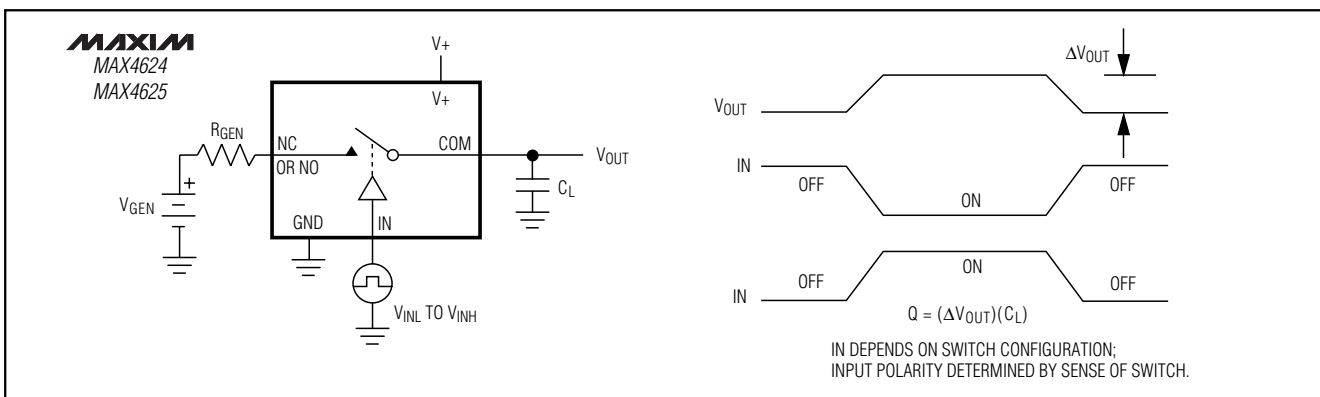 MAXIM
MAX4624
MAX4625
V+
V+
RGEN
NC
OR NO
COM
VOUT
CL
VGEN
+
GND
IN
VINL TO VINH
ΔVOUT
VOUT
IN
OFF
ON
OFF
IN
OFF
ON
OFF
Q = (ΔVOUT)(CL)
IN DEPENDS ON SWITCH CONFIGURATION;
INPUT POLARITY DETERMINED BY SENSE OF SWITCH.